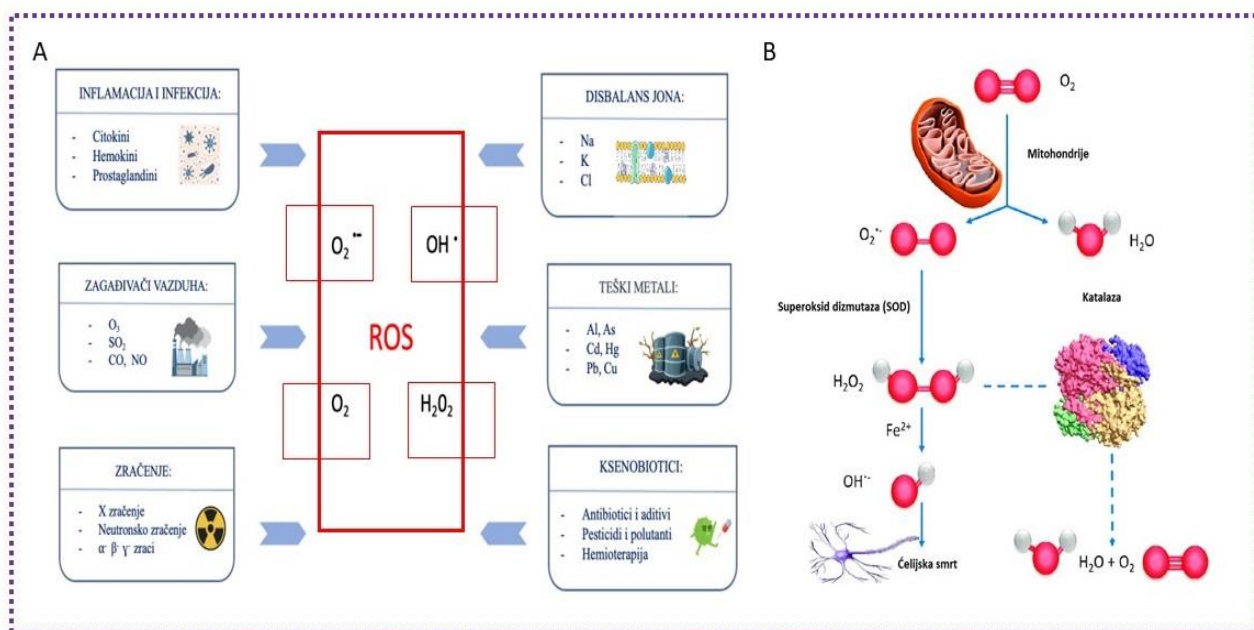 A
INFLAMACIJA I INFEKCIJA:
- Citokini
- Hemokini
- Prostaglandini
ZAGAĐIVAČI VAZDUHA:
- O₃
- SO₂
- CO, NO
ZRAČENJE:
- X zračenje
- Neutronsko zračenje
- α- β- γ- zraci
O₂•−
OH •
ROS
O₂
H₂O₂
DISBALANS JONA:
- Na
- K
- Cl
TEŠKI METALI:
- Al, As
- Cd, Hg
- Pb, Cu
KSENOBIOTICI:
- Antibiotici i aditivi
- Pesticidi i polutanti
- Hemioterapija
B
O₂
Mitohondrije
O₂•-
H₂O
Superoksid dizmutaza (SOD)
Katalaza
H₂O₂
Fe²⁺
OH•-
Ćelijska smrt
H₂O + O₂